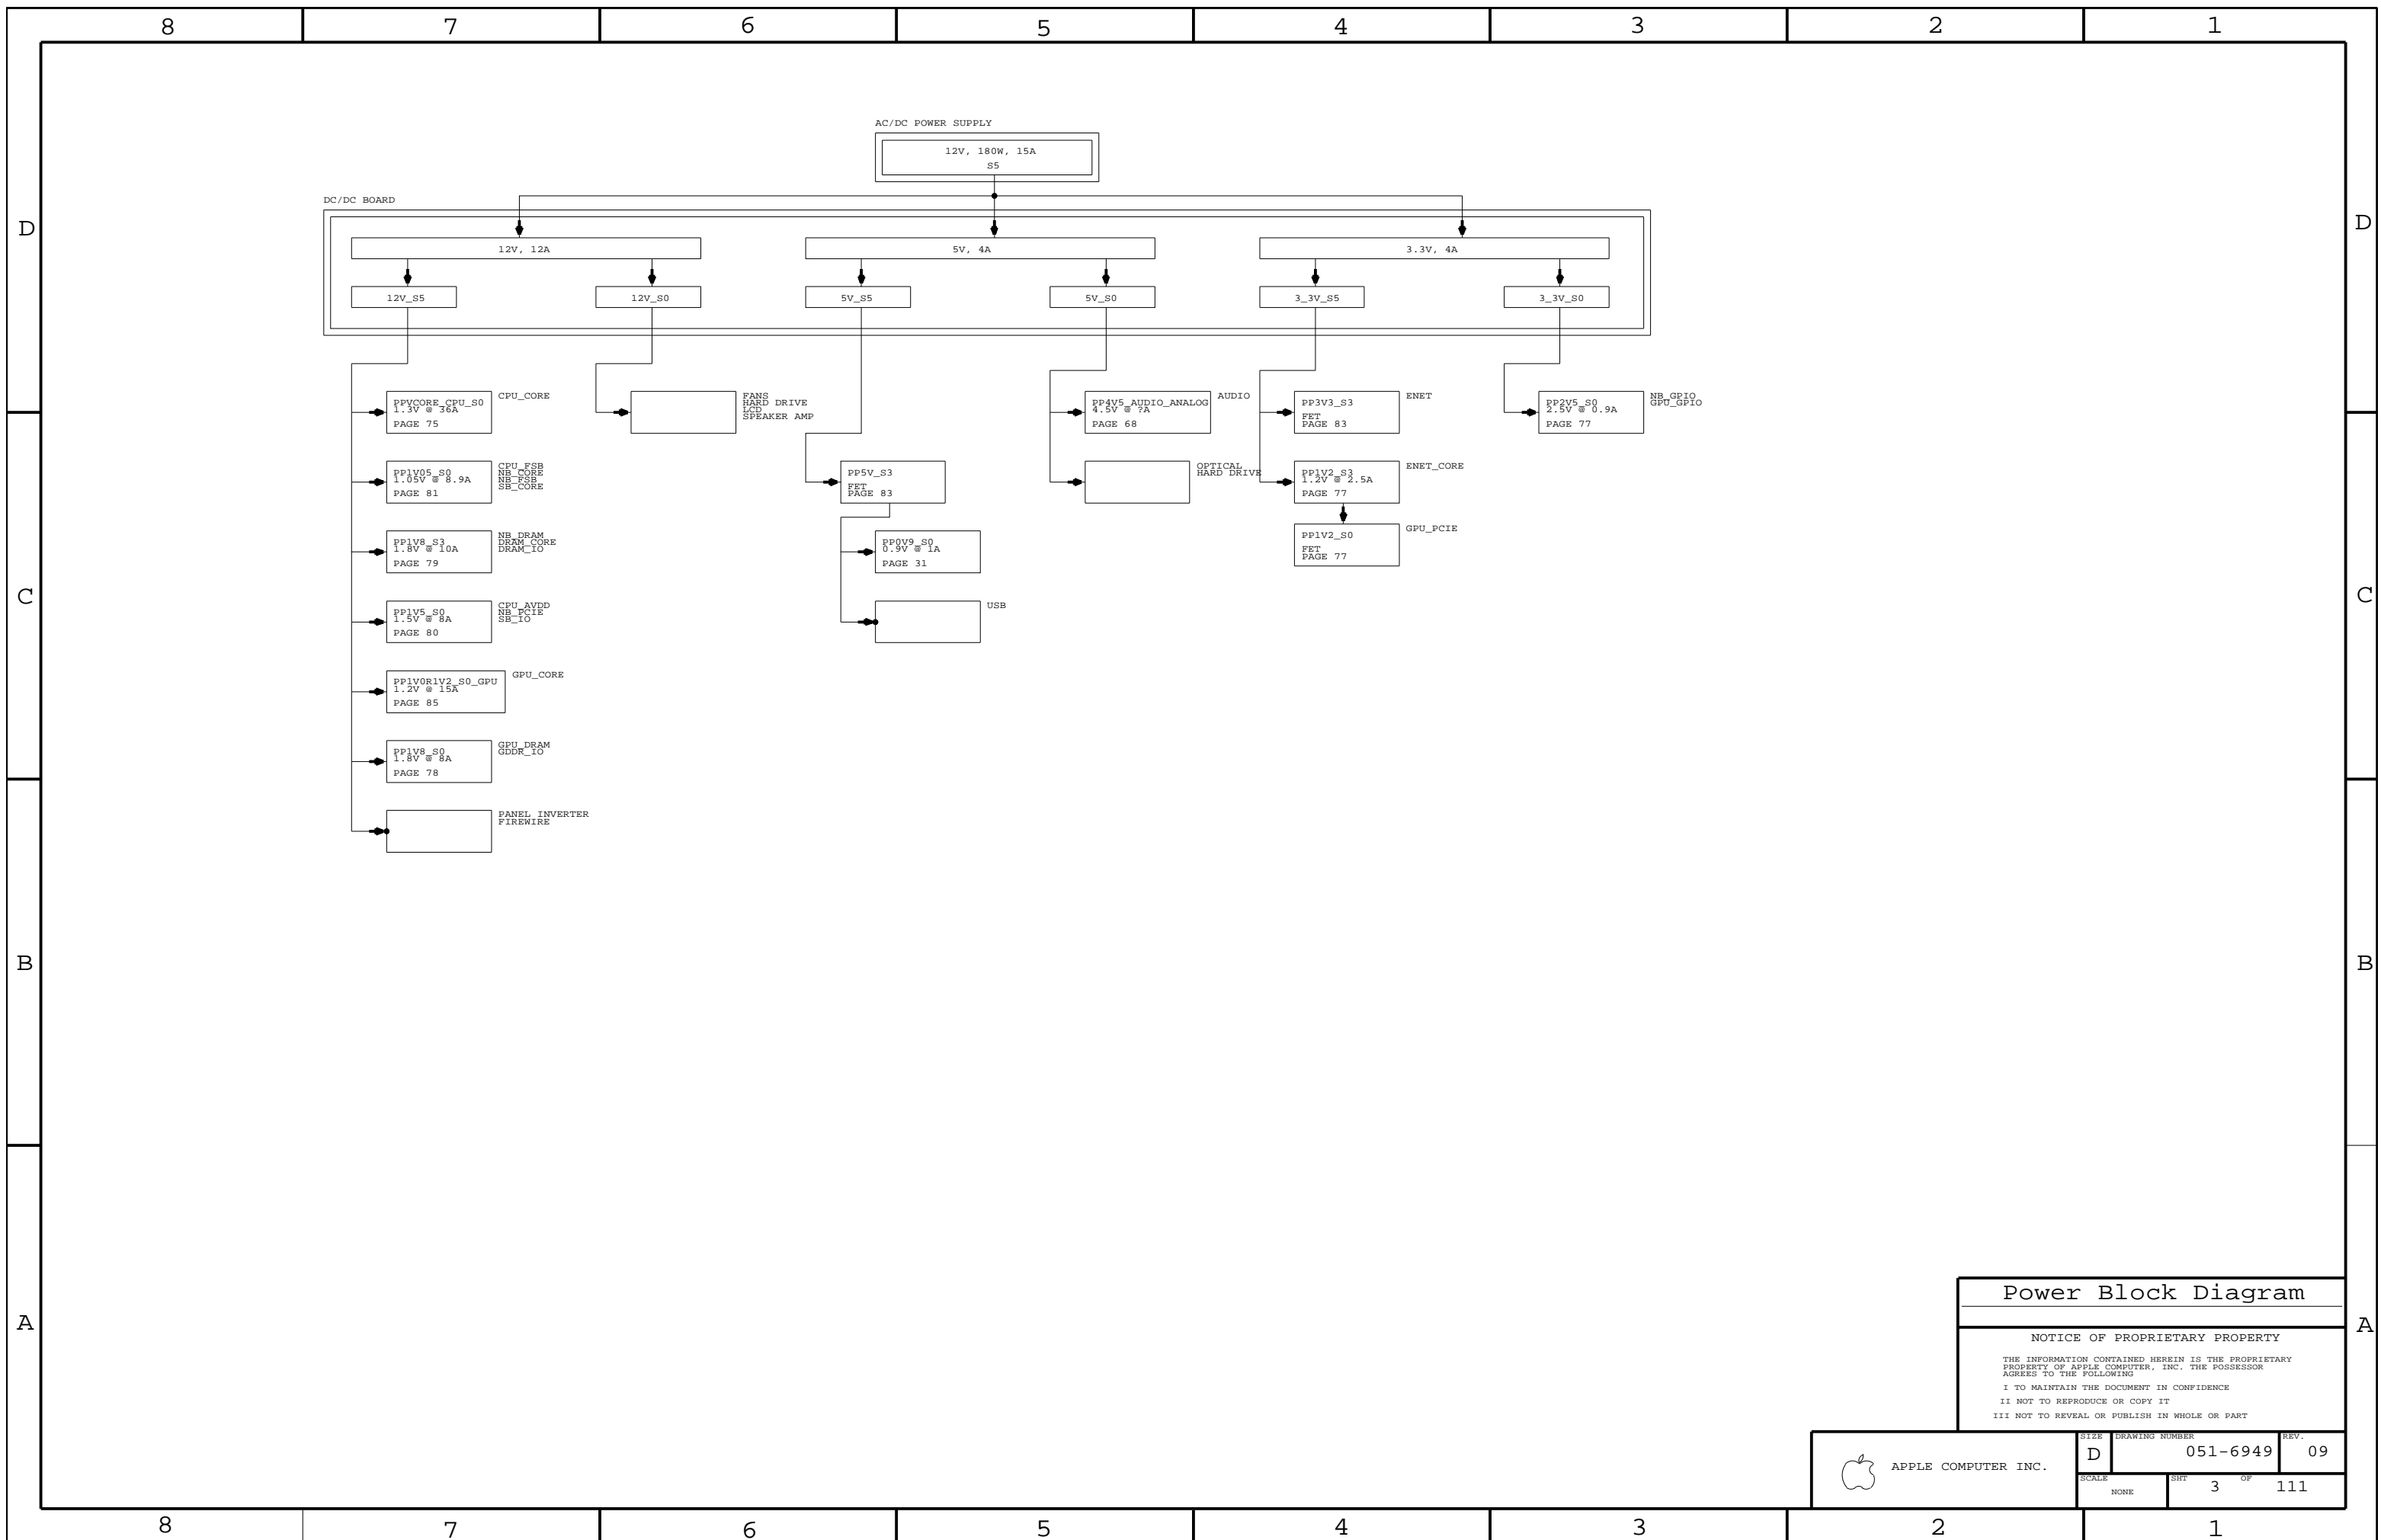 8 7 6 5 4 3 2 1
AC/DC POWER SUPPLY
12V, 180W, 15A
S5
DC/DC BOARD
D
D
12V, 12A
5V, 4A
3.3V, 4A
12V_S5
12V_S0
5V_S5
5V_S0
3_3V_S5
3_3V_S0
PPVCORE_CPU_S0
1.3V @ 36A
PAGE 75
CPU_CORE
FANS
HARD DRIVE
LCD
SPEAKER AMP
PP4V5_AUDIO_ANALOG
4.5V @ ?A
PAGE 68
AUDIO
PP3V3_S3
FET
PAGE 83
ENET
PP2V5_S0
2.5V @ 0.9A
PAGE 77
NB_GPIO
GPU_GPIO
PP1V05_S0
1.05V @ 8.9A
PAGE 81
CPU_FSB
NB_CORE
NB_FSB
SB_CORE
PP5V_S3
FET
PAGE 83
OPTICAL
HARD DRIVE
PP1V2_S3
1.2V @ 2.5A
PAGE 77
ENET_CORE
PP1V8_S3
1.8V @ 10A
PAGE 79
NB_DRAM
DRAM_CORE
DRAM_IO
PP0V9_S0
0.9V @ 1A
PAGE 31
PP1V2_S0
FET
PAGE 77
GPU_PCIE
C
C
PP1V5_S0
1.5V @ 8A
PAGE 80
CPU_AVDD
NB_PCIE
SB_IO
USB
PP1V0R1V2_S0_GPU
1.2V @ 15A
PAGE 85
GPU_CORE
PP1V8_S0
1.8V @ 8A
PAGE 78
GPU_DRAM
GDDR_IO
PANEL INVERTER
FIREWIRE
B
B
A
A
Power Block Diagram
NOTICE OF PROPRIETARY PROPERTY
THE INFORMATION CONTAINED HEREIN IS THE PROPRIETARY
PROPERTY OF APPLE COMPUTER, INC. THE POSSESSOR
AGREES TO THE FOLLOWING
I TO MAINTAIN THE DOCUMENT IN CONFIDENCE
II NOT TO REPRODUCE OR COPY IT
III NOT TO REVEAL OR PUBLISH IN WHOLE OR PART
APPLE COMPUTER INC.
SIZE
D
DRAWING NUMBER
051-6949
REV.
09
SCALE
NONE
SHT
3
OF
111
8 7 6 5 4 3 2 1